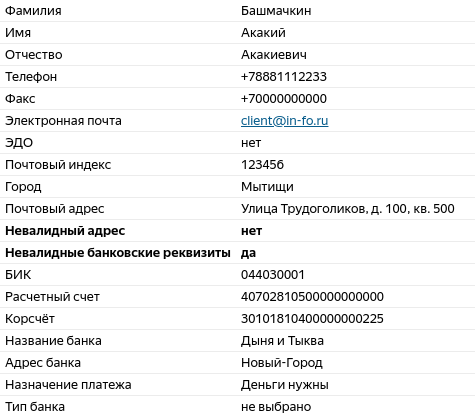 Фамилия Башмачкин
Имя Акакий
Отчество Акакиевич
Телефон +78881112233
Факс +70000000000
Электронная почта client@in-fo.ru
ЭДО нет
Почтовый индекс 123456
Город Мытищи
Почтовый адрес Улица Трудоголиков, д. 100, кв. 500
Невалидный адрес нет
Невалидные банковские реквизиты да
БИК 044030001
Расчетный счет 40702810500000000000
Корсчёт 30101810400000000225
Название банка Дыня и Тыква
Адрес банка Новый-Город
Назначение платежа Деньги нужны
Тип банка не выбрано